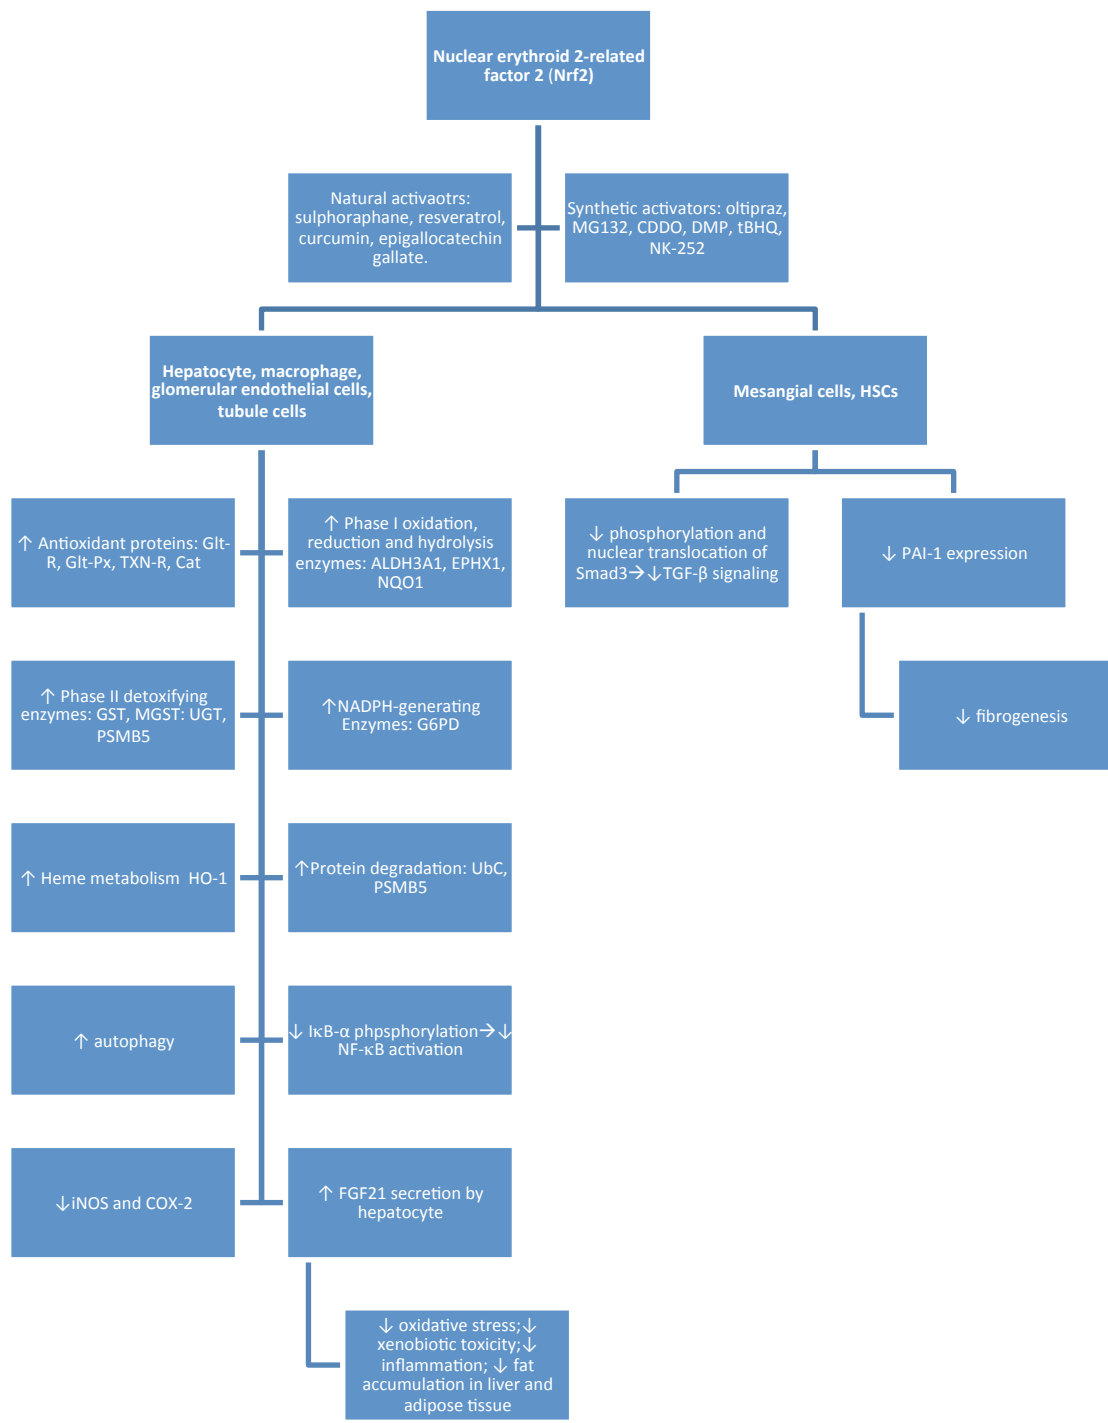 Nuclear erythroid 2-related
factor 2 (Nrf2)
Natural activaotrs:
sulphoraphane, resveratrol,
curcumin, epigallocatechin
gallate.
Synthetic activators: oltipraz,
MG132, CDDO, DMP, tBHQ,
NK-252
Hepatocyte, macrophage,
glomerular endothelial cells,
tubule cells
Mesangial cells, HSCs
↑ Antioxidant proteins: Glt-
R, Glt-Px, TXN-R, Cat
↑ Phase I oxidation,
reduction and hydrolysis
enzymes: ALDH3A1, EPHX1,
NQO1
↓ phosphorylation and
nuclear translocation of
Smad3→↓TGF-β signaling
↓ PAI-1 expression
↑ Phase II detoxifying
enzymes: GST, MGST: UGT,
PSMB5
↑NADPH-generating
Enzymes: G6PD
↓ fibrogenesis
↑ Heme metabolism  HO-1
↑Protein degradation: UbC,
PSMB5
↑ autophagy
↓ IκB-α phpsphorylation→↓
NF-κB activation
↓iNOS and COX-2
↑ FGF21 secretion by
hepatocyte
↓ oxidative stress;↓
xenobiotic toxicity;↓
inflammation; ↓ fat
accumulation in liver and
adipose tissue